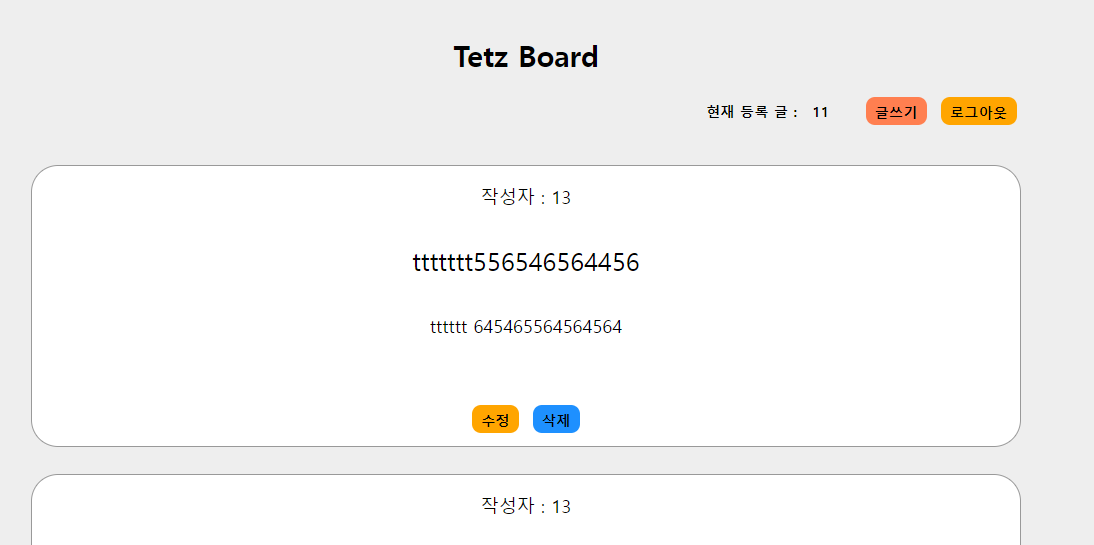 Tetz Board
현재 등록 글 : 11 글쓰기 로그아웃
작성자 : 13
ttttttt556546564456
tttttt 645465564564564
수정 삭제
작성자 : 13